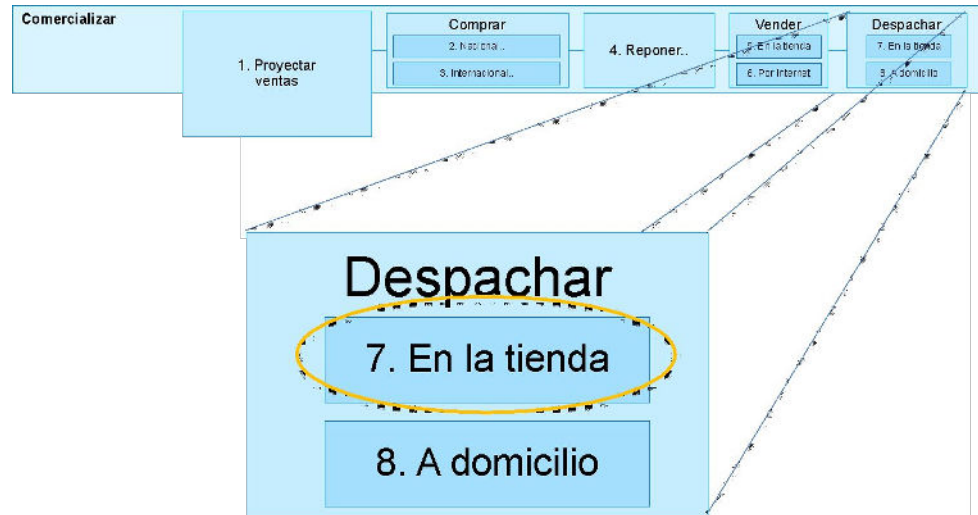 Comercializar
1. Proyectar
ventas
Comprar
2. Nacional..
3. Internacional..
4. Reponer..
Vender
5. En la tienda
6. Por Internet
Despachar
7. En la tienda
8. A domicilio
Despachar
7. En la tienda
8. A domicilio